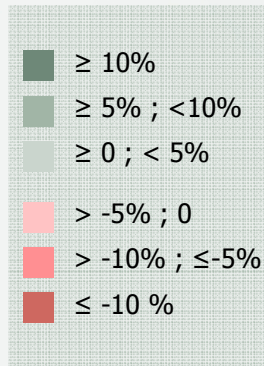 ≥ 10%
≥ 5% ; <10%
≥ 0 ; < 5%
> -5% ; 0
> -10% ; ≤-5%
≤ -10 %